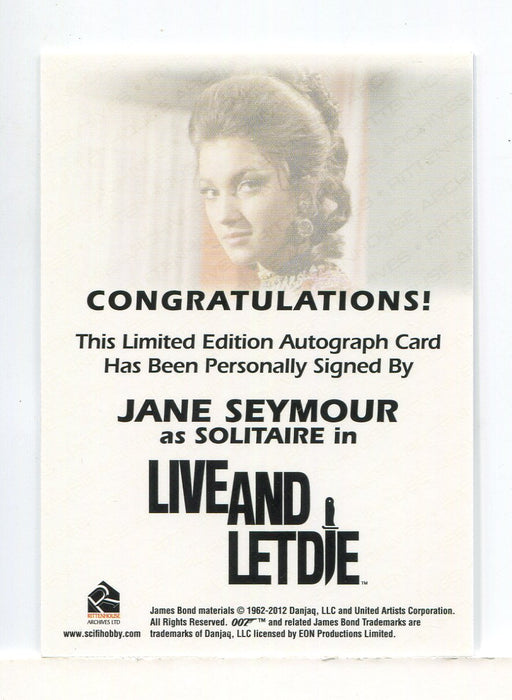 CONGRATULATIONS!
This Limited Edition Autograph Card
Has Been Personally Signed By
JANE SEYMOUR
as SOLITAIRE in
LIVE AND
LET DIE™
RITTENHOUSE
ARCHIVES LTD
www.scifihobby.com
James Bond materials © 1962-2012 Danjaq, LLC and United Artists Corporation.
All Rights Reserved. 007™ and related James Bond Trademarks are
trademarks of Danjaq, LLC licensed by EON Productions Limited.